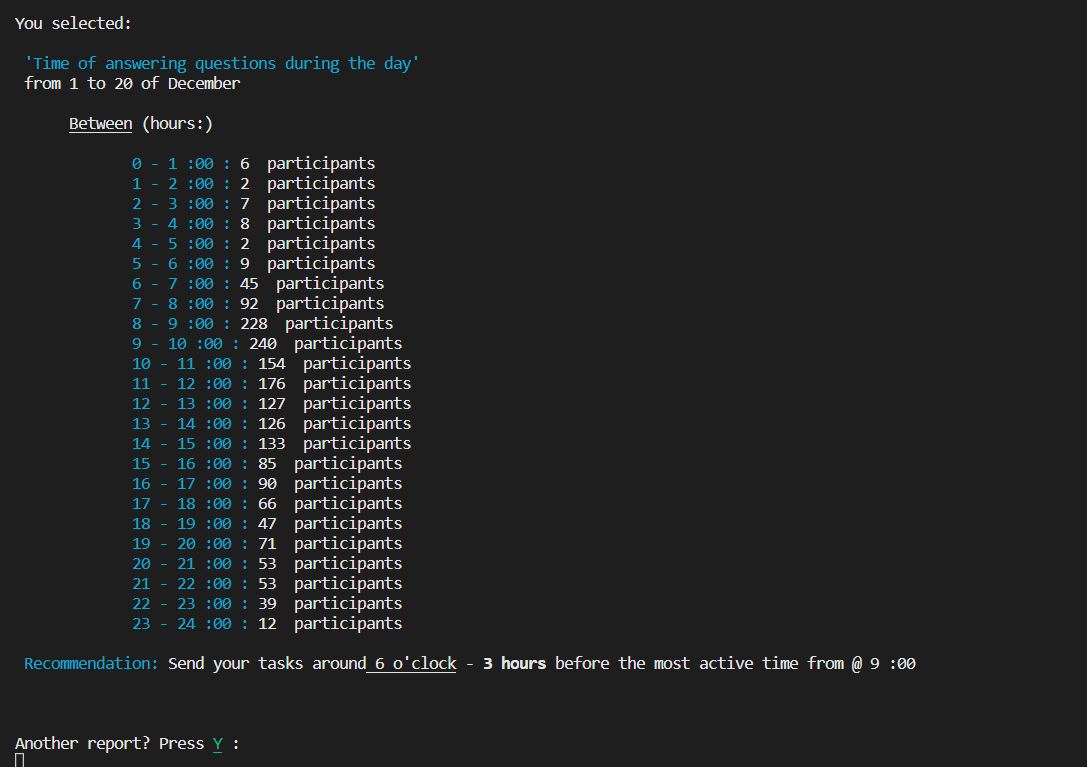 You selected:
'Time of answering questions during the day'
from 1 to 20 of December
Between (hours:)
0 - 1 :00 : 6  participants
1 - 2 :00 : 2  participants
2 - 3 :00 : 7  participants
3 - 4 :00 : 8  participants
4 - 5 :00 : 2  participants
5 - 6 :00 : 9  participants
6 - 7 :00 : 45  participants
7 - 8 :00 : 92  participants
8 - 9 :00 : 228  participants
9 - 10 :00 : 240  participants
10 - 11 :00 : 154  participants
11 - 12 :00 : 176  participants
12 - 13 :00 : 127  participants
13 - 14 :00 : 126  participants
14 - 15 :00 : 133  participants
15 - 16 :00 : 85  participants
16 - 17 :00 : 90  participants
17 - 18 :00 : 66  participants
18 - 19 :00 : 47  participants
19 - 20 :00 : 71  participants
20 - 21 :00 : 53  participants
21 - 22 :00 : 53  participants
22 - 23 :00 : 39  participants
23 - 24 :00 : 12  participants
Recommendation: Send your tasks around 6 o'clock - 3 hours before the most active time from @ 9 :00
Another report? Press Y :